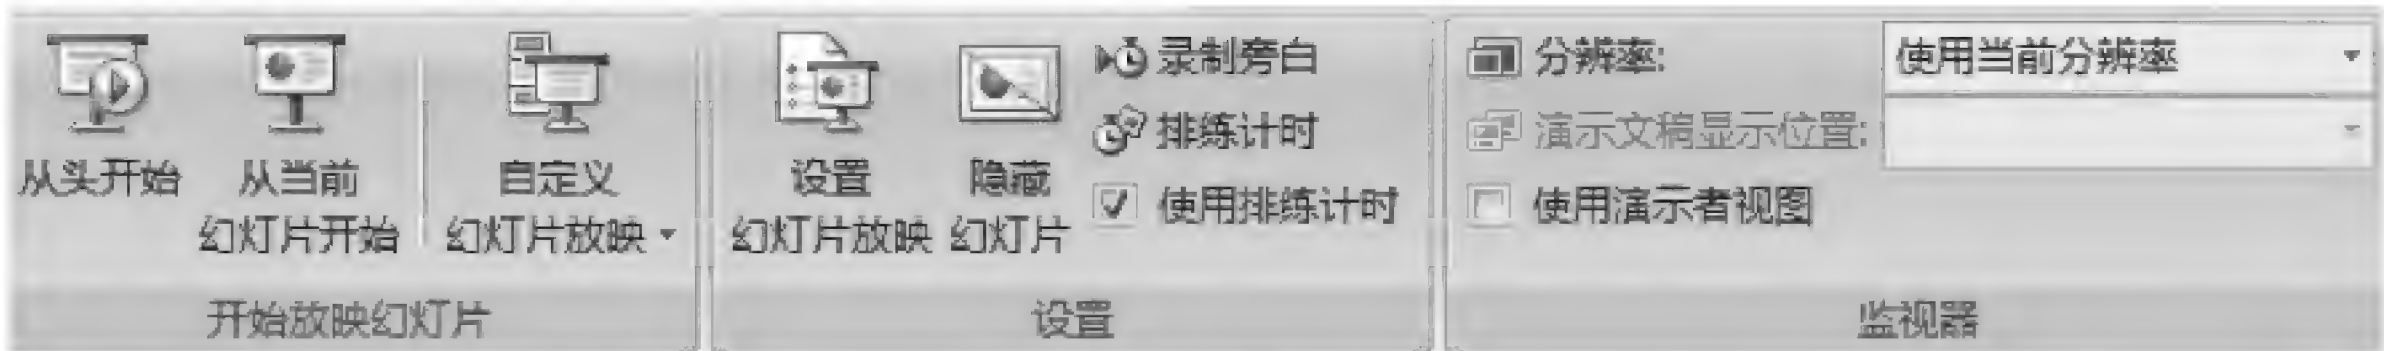 从头开始
从当前
幻灯片开始
自定义
幻灯片放映
开始放映幻灯片
设置
幻灯片放映
隐藏
幻灯片
录制旁白
排练计时
使用排练计时
设置
分辨率:
使用当前分辨率
演示文稿显示位置:
使用演示者视图
监视器